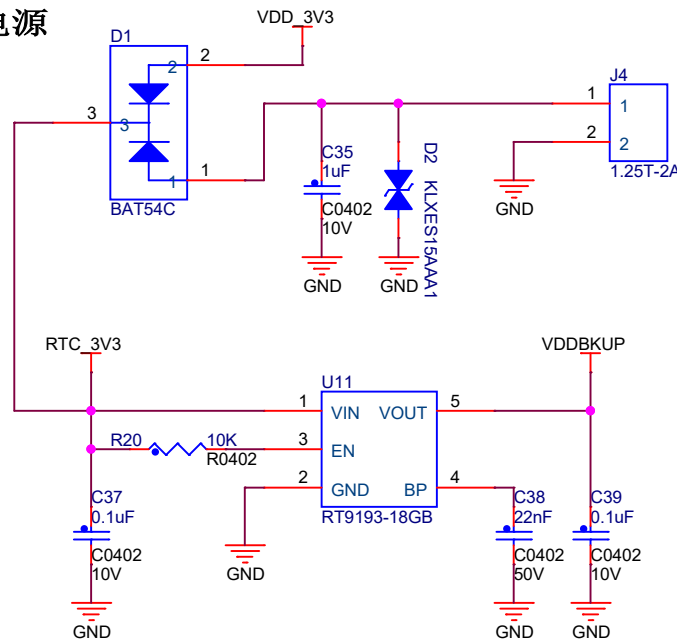 电源
VDD_3V3
D1
2
2
3
3
1
1
BAT54C
C35
1uF
C0402
10V
GND
D2 KLXES15AAA1
GND
J4
1
1
2
2
1.25T-2A
GND
RTC_3V3
VDDBKUP
U11
1
VIN
VOUT
5
R20
10K
R0402
3
EN
2
GND
BP
4
RT9193-18GB
GND
C37
0.1uF
C0402
10V
GND
C38
22nF
C0402
50V
GND
C39
0.1uF
C0402
10V
GND